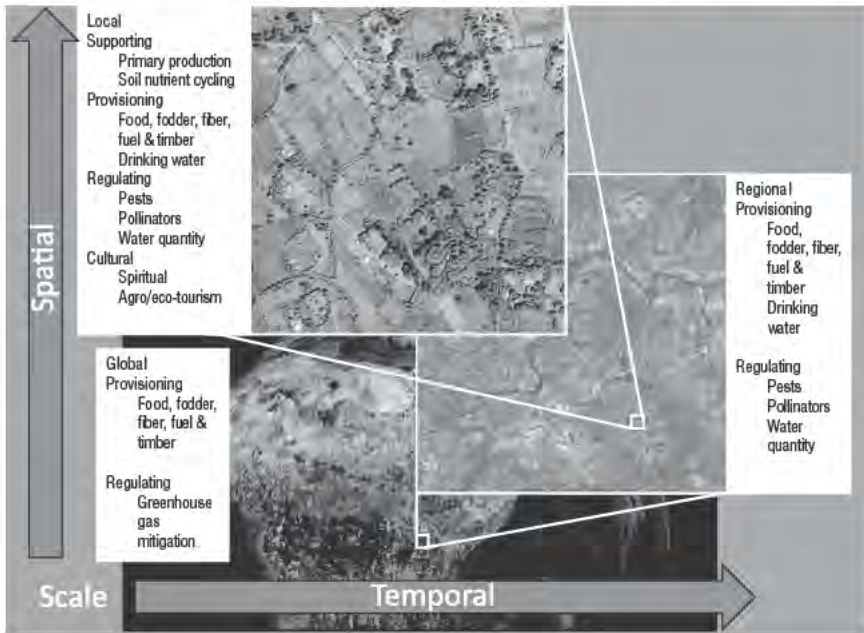 Local
Supporting
Primary production
Soil nutrient cycling
Provisioning
Food, fodder, fiber,
fuel & timber
Drinking water
Regulating
Pests
Pollinators
Water quantity
Cultural
Spiritual
Agro/eco-tourism
Regional
Provisioning
Food,
fodder, fiber,
fuel &
timber
Drinking
water
Regulating
Pests
Pollinators
Water
quantity
Global
Provisioning
Food, fodder,
fiber, fuel &
timber
Regulating
Greenhouse
gas
mitigation
Spatial
Scale
Temporal